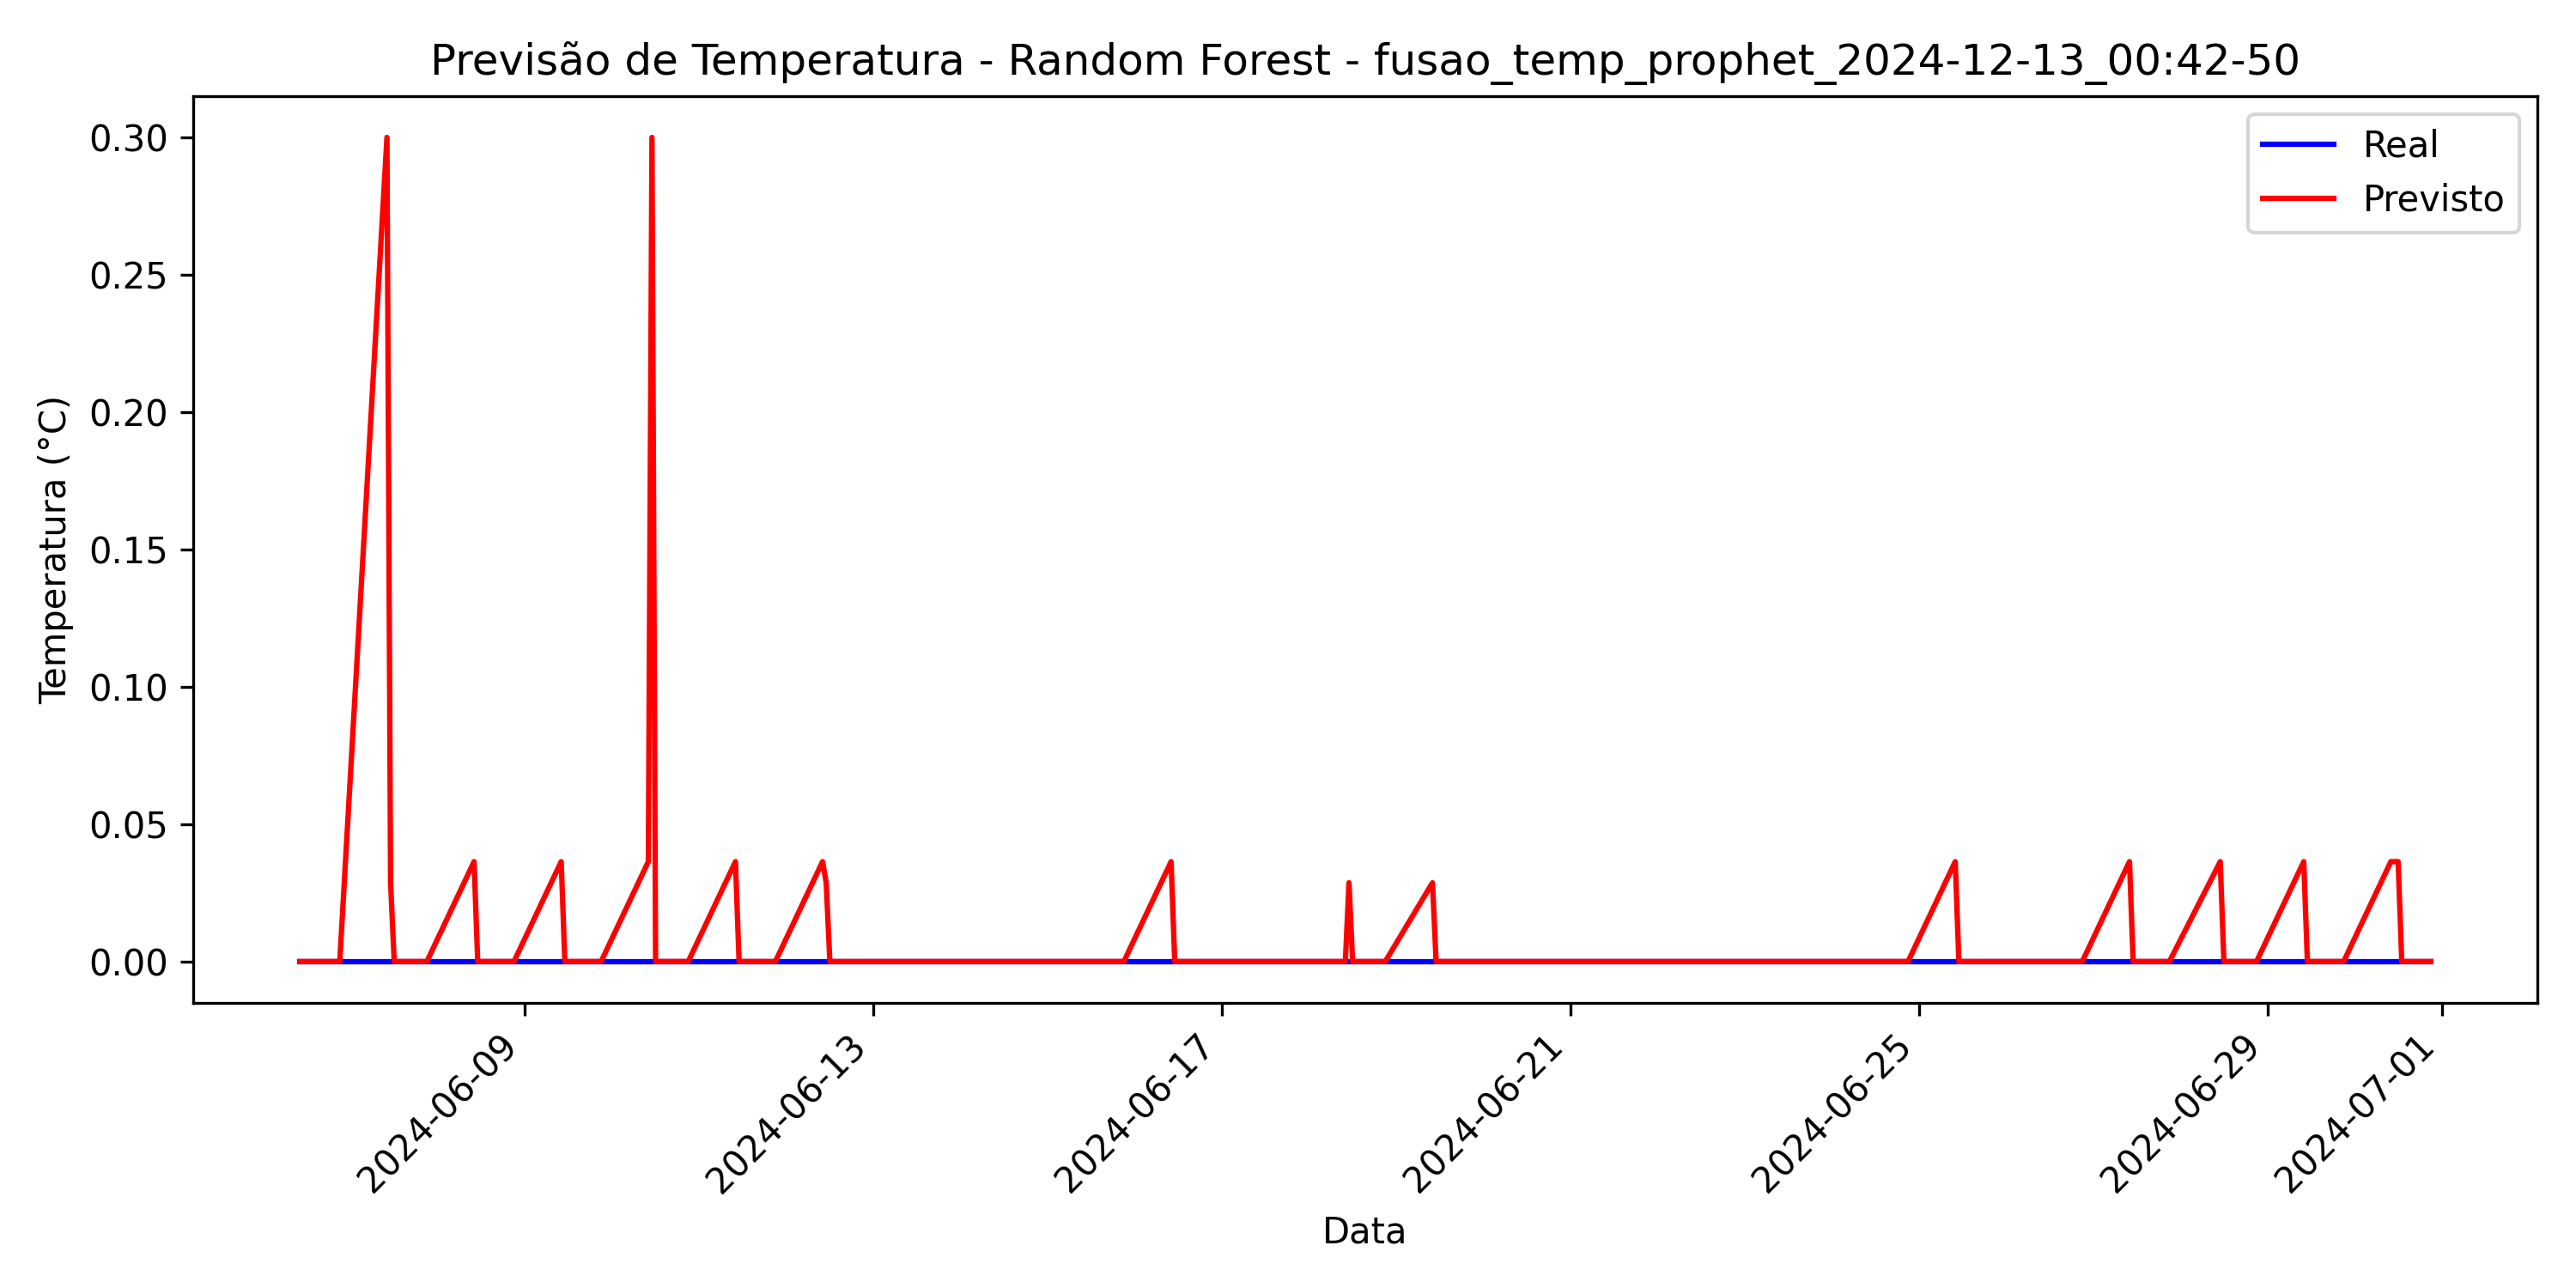 Previsão de Temperatura - Random Forest - fusao_temp_prophet_2024-12-13_00:42-50
Real
Previsto
Temperatura (°C)
0.30
0.25
0.20
0.15
0.10
0.05
0.00
2024-06-09
2024-06-13
2024-06-17
2024-06-21
2024-06-25
2024-06-29
2024-07-01
Data